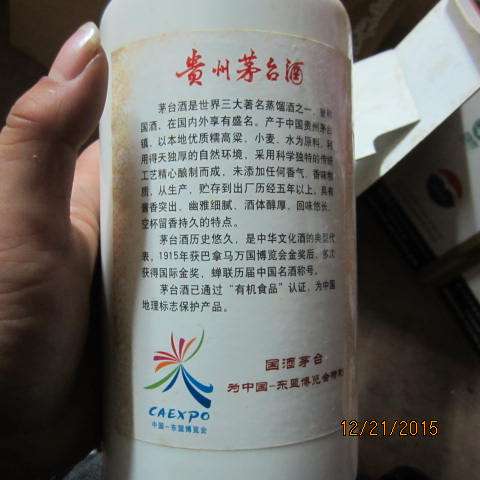 贵州茅台酒
茅台酒是世界三大著名蒸馏酒之一，
国酒，在国内外享有盛名。产于中国贵州茅台
镇，以本地优质糯高粱、小麦、水为原料，利
用得天独厚的自然环境，采用科学独特的传统
工艺精心酿制而成，未添加任何香气、香味物
质，从生产、贮存到出厂历经五年以上。具有
酱香突出、幽雅细腻、酒体醇厚、回味悠长、
空杯留香持久的特点。
茅台酒历史悠久，是中华文化酒的典型代
表。1915年获巴拿马万国博览会金奖后，多次
获得国际金奖，蝉联历届中国名酒称号。
茅台酒已通过“有机食品”认证，为中国
地理标志保护产品。
国酒茅台
为中国-东盟博览会特制
CAEXPO
中国-东盟博览会
12/21/2015